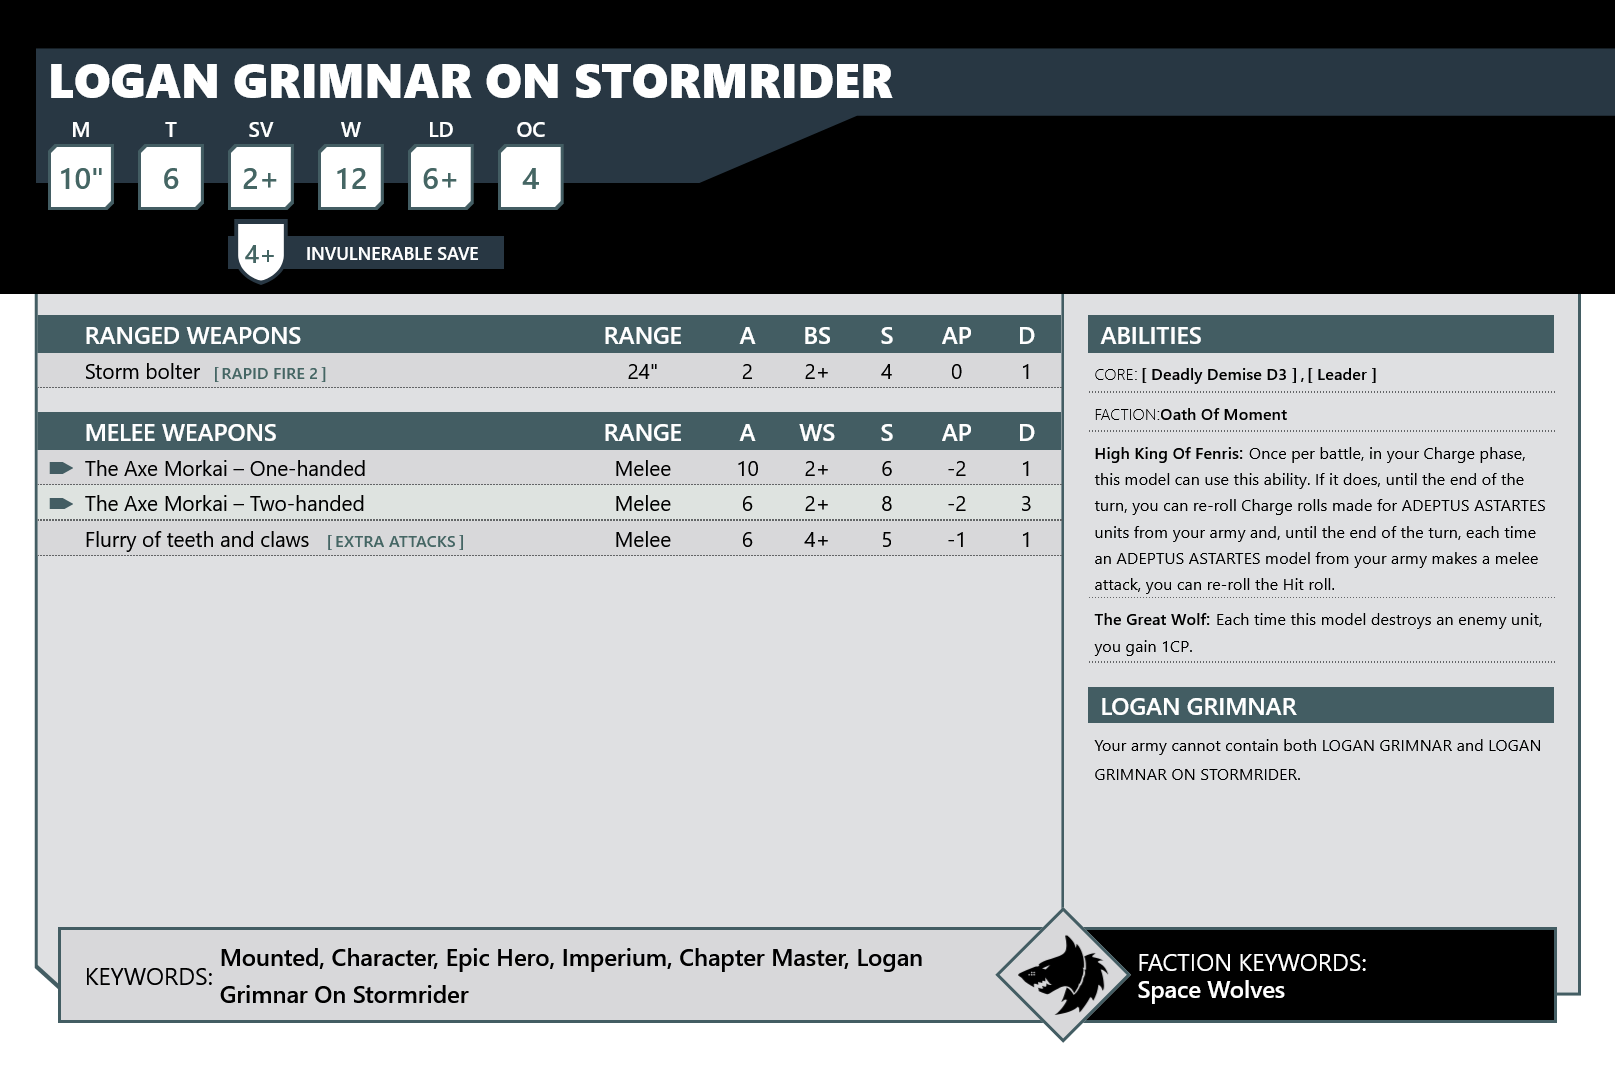 LOGAN GRIMNAR ON STORMRIDER
M T SV W LD OC
10" 6 2+ 12 6+ 4
4+ INVULNERABLE SAVE
RANGED WEAPONS RANGE A BS S AP D
Storm bolter [ RAPID FIRE 2 ] 24" 2 2+ 4 0 1
MELEE WEAPONS RANGE A WS S AP D
The Axe Morkai – One-handed Melee 10 2+ 6 -2 1
The Axe Morkai – Two-handed Melee 6 2+ 8 -2 3
Flurry of teeth and claws [ EXTRA ATTACKS ] Melee 6 4+ 5 -1 1
ABILITIES
CORE: [ Deadly Demise D3 ] , [ Leader ]
FACTION:Oath Of Moment
High King Of Fenris: Once per battle, in your Charge phase,
this model can use this ability. If it does, until the end of the
turn, you can re-roll Charge rolls made for ADEPTUS ASTARTES
units from your army and, until the end of the turn, each time
an ADEPTUS ASTARTES model from your army makes a melee
attack, you can re-roll the Hit roll.
The Great Wolf: Each time this model destroys an enemy unit,
you gain 1CP.
LOGAN GRIMNAR
Your army cannot contain both LOGAN GRIMNAR and LOGAN
GRIMNAR ON STORMRIDER.
KEYWORDS: Mounted, Character, Epic Hero, Imperium, Chapter Master, Logan
Grimnar On Stormrider
FACTION KEYWORDS:
Space Wolves